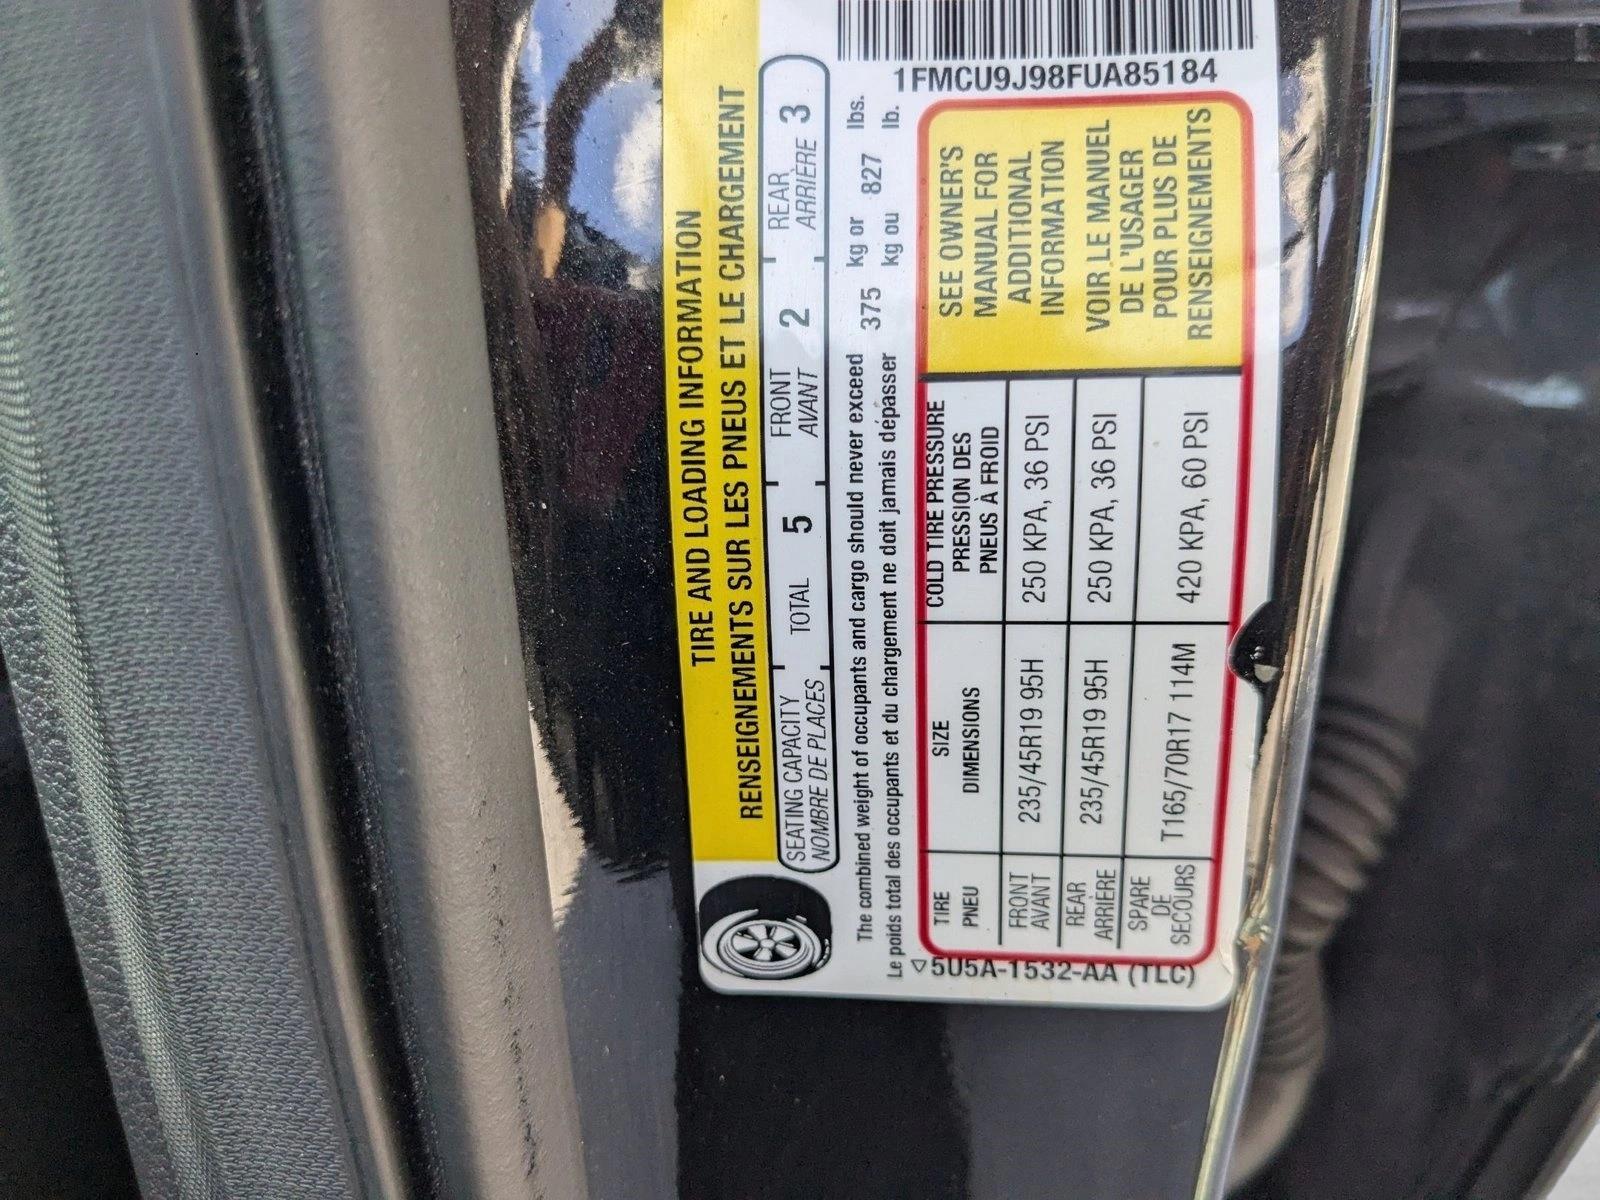 TIRE AND LOADING INFORMATION
RENSEIGNEMENTS SUR LES PNEUS ET LE CHARGEMENT
SEATING CAPACITY TOTAL 5 FRONT 2 REAR 3
NOMBRE DE PLACES AVANT ARRIÈRE
The combined weight of occupants and cargo should never exceed 375 kg or 827 lbs.
Le poids total des occupants et du chargement ne doit jamais dépasser kg ou lb.
1FMCU9J98FUA85184
TIRE SIZE COLD TIRE PRESSURE
PNEU DIMENSIONS PRESSION DES
PNEUS À FROID
FRONT
AVANT 235/45R19 95H 250 KPA, 36 PSI
REAR
ARRIÈRE 235/45R19 95H 250 KPA, 36 PSI
SPARE
DE
SECOURS T165/70R17 114M 420 KPA, 60 PSI
SEE OWNER'S
MANUAL FOR
ADDITIONAL
INFORMATION
VOIR LE MANUEL
DE L'USAGER
POUR PLUS DE
RENSEIGNEMENTS
5U5A-1532-AA (TLC)